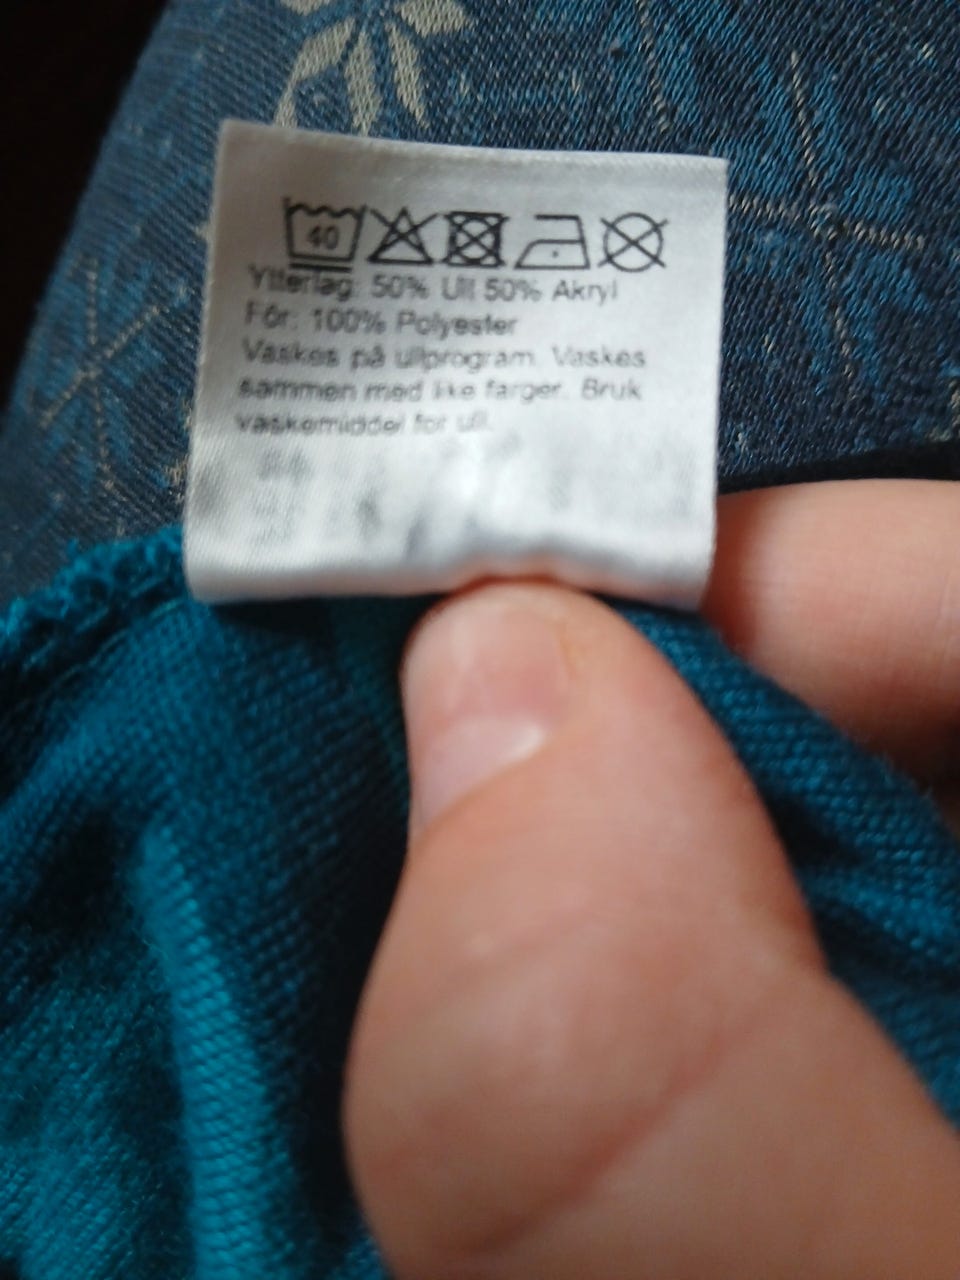 40
Ytterlag: 50% Ull 50% Akryl
Fôr: 100% Polyester
Vaskes på ullprogram. Vaskes
sammen med like farger. Bruk
vaskemiddel for ull.